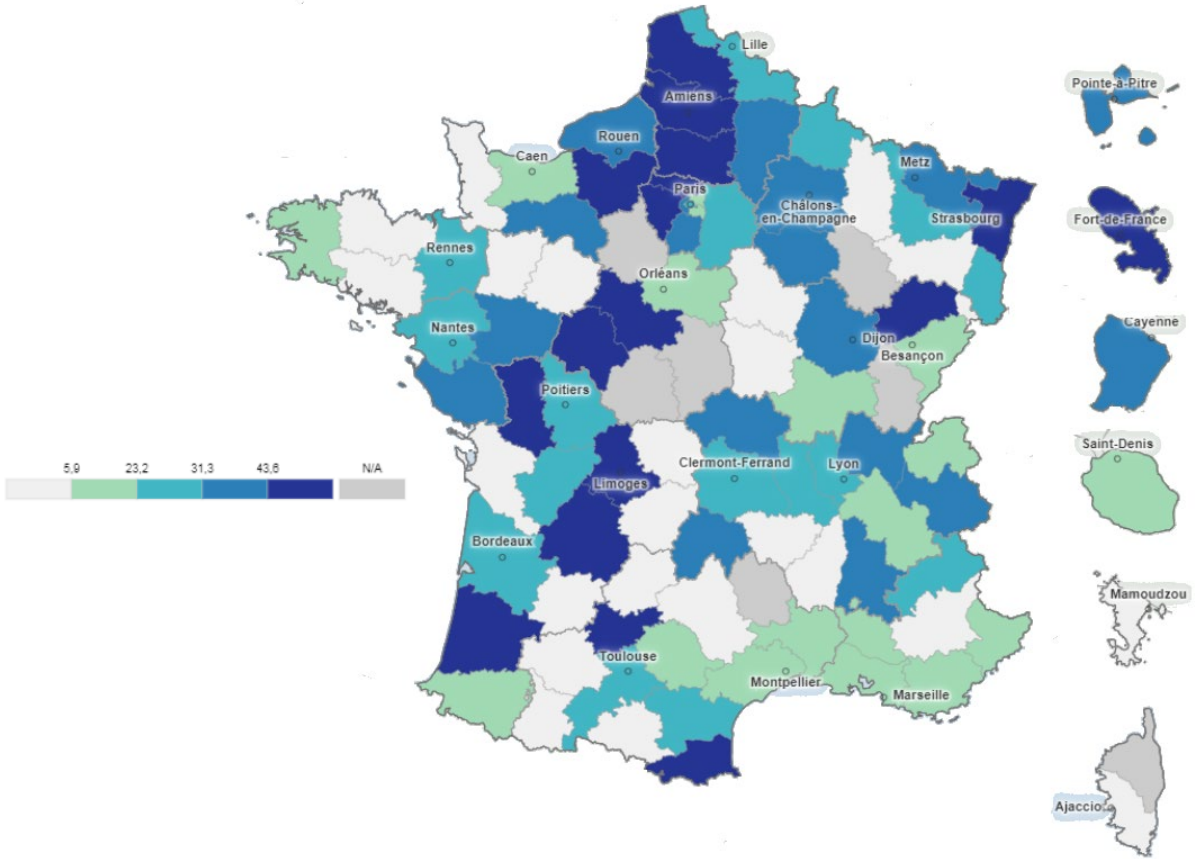 Lille
Pointe-à-Pitre
Amiens
Rouen
Caen
Metz
Paris
Châlons-
en-Champagne
Strasbourg
Fort-de-France
Rennes
Orléans
Nantes
Dijon
Besançon
Cayenne
Poitiers
Saint-Denis
5,9 23,2 31,3 43,6 N/A
Clermont-Ferrand
Lyon
Limoges
Bordeaux
Mamoudzou
Toulouse
Montpellier
Marseille
Ajaccio